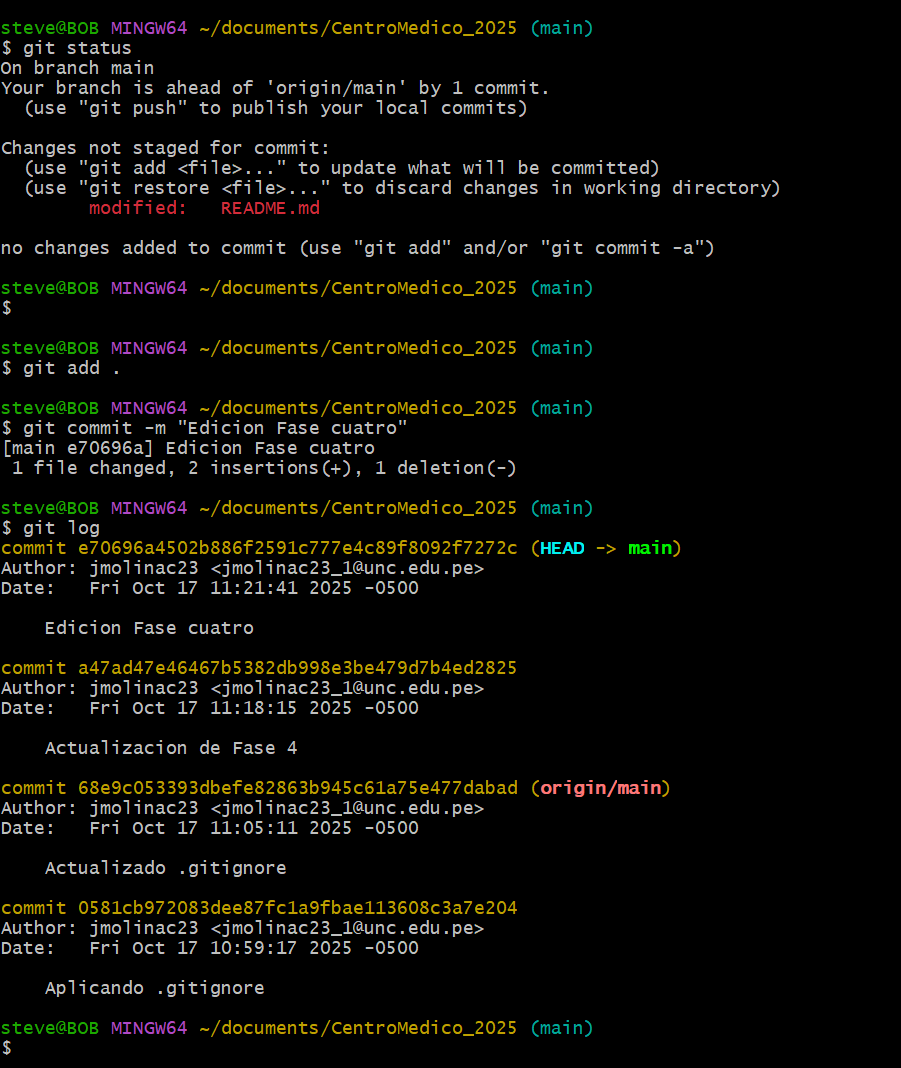 steve@BOB MINGW64 ~/documents/CentroMedico_2025 (main)
$ git status
On branch main
Your branch is ahead of 'origin/main' by 1 commit.
  (use "git push" to publish your local commits)

Changes not staged for commit:
  (use "git add <file>..." to update what will be committed)
  (use "git restore <file>..." to discard changes in working directory)
        modified:   README.md

no changes added to commit (use "git add" and/or "git commit -a")

steve@BOB MINGW64 ~/documents/CentroMedico_2025 (main)
$

steve@BOB MINGW64 ~/documents/CentroMedico_2025 (main)
$ git add .

steve@BOB MINGW64 ~/documents/CentroMedico_2025 (main)
$ git commit -m "Edicion Fase cuatro"
[main e70696a] Edicion Fase cuatro
 1 file changed, 2 insertions(+), 1 deletion(-)

steve@BOB MINGW64 ~/documents/CentroMedico_2025 (main)
$ git log
commit e70696a4502b886f2591c777e4c89f8092f7272c (HEAD -> main)
Author: jmolinac23 <jmolinac23_1@unc.edu.pe>
Date:   Fri Oct 17 11:21:41 2025 -0500

    Edicion Fase cuatro

commit a47ad47e46467b5382db998e3be479d7b4ed2825
Author: jmolinac23 <jmolinac23_1@unc.edu.pe>
Date:   Fri Oct 17 11:18:15 2025 -0500

    Actualizacion de Fase 4

commit 68e9c053393dbefe82863b945c61a75e477dabad (origin/main)
Author: jmolinac23 <jmolinac23_1@unc.edu.pe>
Date:   Fri Oct 17 11:05:11 2025 -0500

    Actualizado .gitignore

commit 0581cb972083dee87fc1a9fbae113608c3a7e204
Author: jmolinac23 <jmolinac23_1@unc.edu.pe>
Date:   Fri Oct 17 10:59:17 2025 -0500

    Aplicando .gitignore

steve@BOB MINGW64 ~/documents/CentroMedico_2025 (main)
$